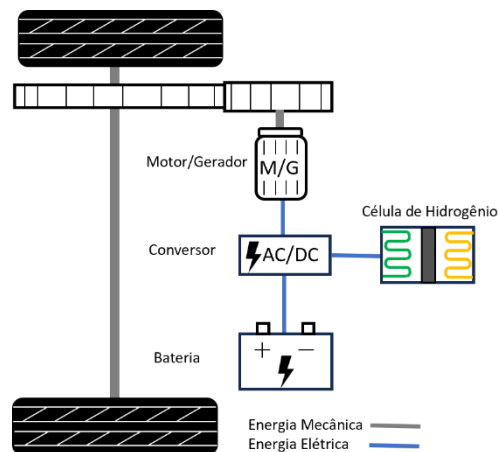 Motor/Gerador
M/G
Célula de Hidrogênio
Conversor
AC/DC
Bateria
+ −
Energia Mecânica
Energia Elétrica